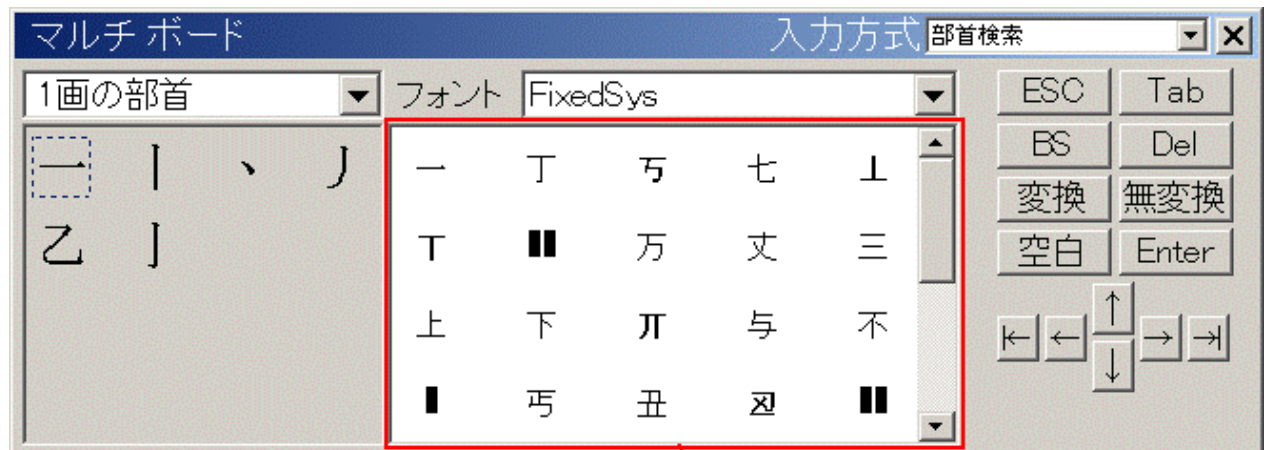 マルチ ボード 入力方式 部首検索
1画の部首 フォント FixedSys
ESC Tab
BS Del
変換 無変換
空白 Enter
↑
|← ← → →|
↓
一 丨 丶 丿
乙 亅
一 丁 丂 七 丄
丅 万 丈 三
上 下 丌 与 不
丐 丑